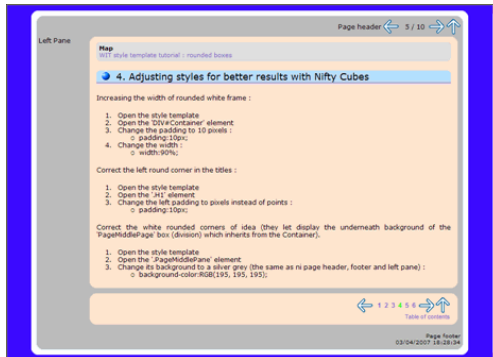 Page header 5 / 10
Left Pane
Map
WIT style template tutorial : rounded boxes
4. Adjusting styles for better results with Nifty Cubes
Increasing the width of rounded white frame :
1. Open the style template
2. Open the 'DIV#Container' element
3. Change the padding to 10 pixels :
o padding:10px;
4. Change the width :
o width:90%;
Correct the left round corner in the titles :
1. Open the style template
2. Open the '.H1' element
3. Change the left padding to pixels instead of points :
o padding:10px;
Correct the white rounded corners of idea (they let display the underneath background of the
'PageMiddlePage' box (division) which inherits from the Container).
1. Open the style template
2. Open the '.PageMiddlePane' element
3. Change its background to a silver grey (the same as ni page header, footer and left pane) :
o background-color:RGB(195, 195, 195);
1 2 3 4 5 6
Table of contents
Page footer
03/04/2007 18:28:34